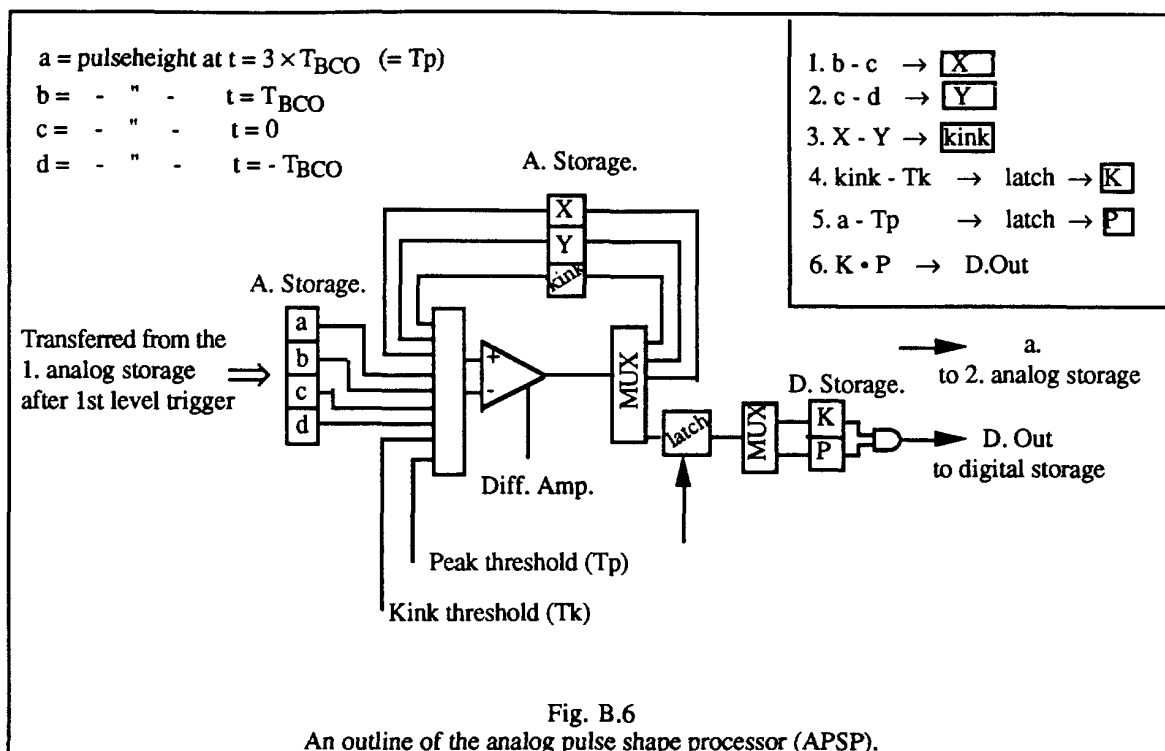 a = pulseheight at t = 3 × TBCO (= Tp)
b = - " - t = TBCO
c = - " - t = 0
d = - " - t = - TBCO
1. b - c → X
2. c - d → Y
3. X - Y → kink
4. kink - Tk → latch → K
5. a - Tp → latch → P
6. K • P → D.Out
A. Storage.
X
Y
kink
A. Storage.
a
b
c
d
Transferred from the
1. analog storage
after 1st level trigger
⇒
+
-
Diff. Amp.
MUX
latch
MUX
D. Storage.
K
P
a.
to 2. analog storage
D. Out
to digital storage
Peak threshold (Tp)
Kink threshold (Tk)
Fig. B.6
An outline of the analog pulse shape processor (APSP).